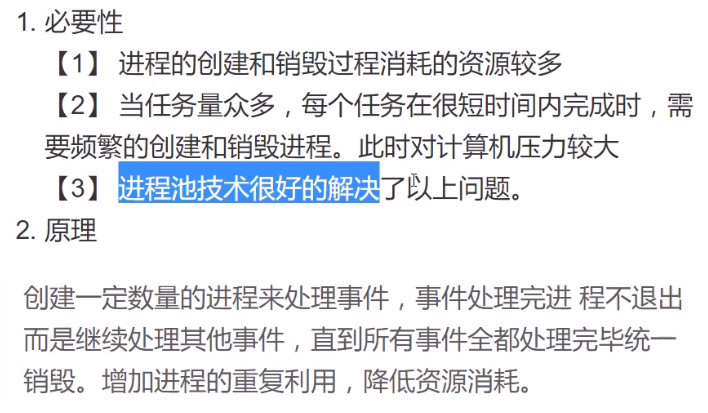 1. 必要性
【1】 进程的创建和销毁过程消耗的资源较多
【2】 当任务量众多，每个任务在很短时间内完成时，需
要频繁的创建和销毁进程。此时对计算机压力较大
【3】 进程池技术很好的解决了以上问题。
2. 原理
创建一定数量的进程来处理事件，事件处理完进 程不退出
而是继续处理其他事件，直到所有事件全都处理完毕统一
销毁。增加进程的重复利用，降低资源消耗。